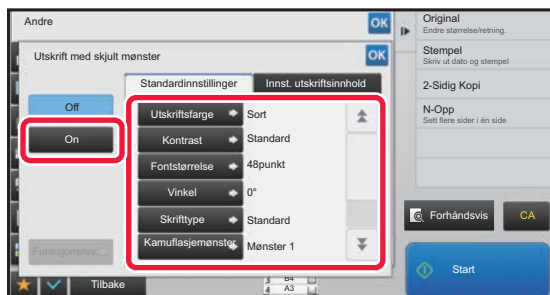 Andre
OK
Utskrift med skjult mønster
OK
Standardinnstillinger
Innst. utskriftsinnhold
Off
On
Utskriftsfarge
Sort
Kontrast
Standard
Fontstørrelse
48punkt
Vinkel
0°
Skrifttype
Standard
Kamuflasjemønster
Mønster 1
Funksjonsrev.
Tilbake
3 B4
4 A3
Original
Endre størrelse/retning.
Stempel
Skriv ut dato og stempel
2-Sidig Kopi
N-Opp
Sett flere sider i én side
Forhåndsvis
CA
Start